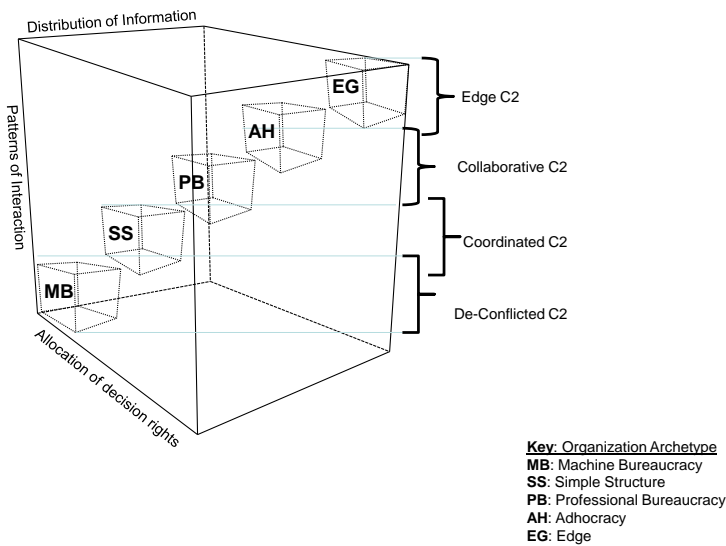 Distribution of Information
Patterns of Interaction
Allocation of decision rights
EG
AH
PB
SS
MB
Edge C2
Collaborative C2
Coordinated C2
De-Conflicted C2
Key: Organization Archetype
MB: Machine Bureaucracy
SS: Simple Structure
PB: Professional Bureaucracy
AH: Adhocracy
EG: Edge